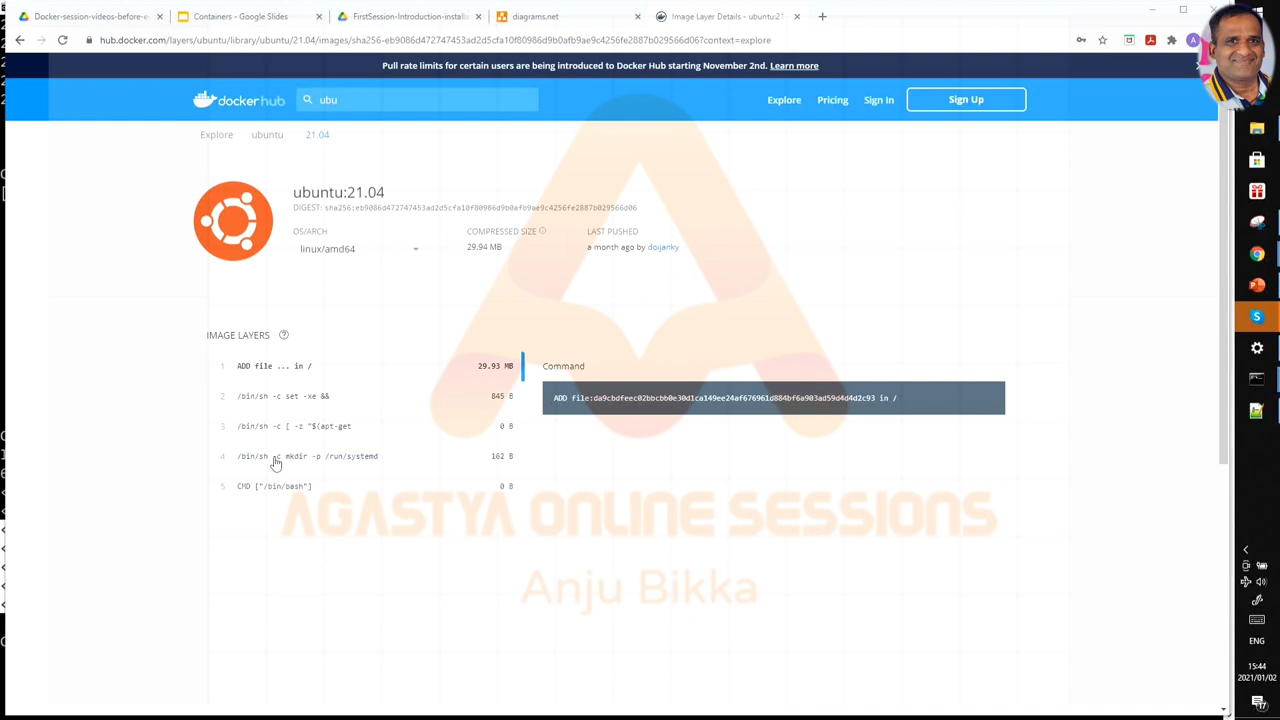 Docker-session-videos-before-e
Containers - Google Slides
FirstSession-Introduction-install
diagrams.net
Image Layer Details - ubuntu:21
hub.docker.com/layers/ubuntu/library/ubuntu/21.04/images/sha256-eb9086d472747453ad2d5cfa10f80986d9b0afb9ae9c4256fe2887b029566d06?context=explore
Pull rate limits for certain users are being introduced to Docker Hub starting November 2nd. Learn more
docker hub
ubu
Explore
Pricing
Sign In
Sign Up
Explore
ubuntu
21.04
ubuntu:21.04
DIGEST: sha256:eb9086d472747453ad2d5cfa10f80986d9b0afb9ae9c4256fe2887b029566d06
OS/ARCH
COMPRESSED SIZE
LAST PUSHED
linux/amd64
29.94 MB
a month ago by doijanky
IMAGE LAYERS
1 ADD file ... in / 29.93 MB
Command
ADD file:da9cbdfeec02bbcbb0e30d1ca149ee24af676961d884bf6a903ad59d4d4d2c93 in /
2 /bin/sh -c set -xe && 845 B
3 /bin/sh -c [ -z "$(apt-get 0 B
4 /bin/sh -c mkdir -p /run/systemd 162 B
5 CMD ["/bin/bash"] 0 B
AGASTYA ONLINE SESSIONS
Anju Bikka
ENG
15:44
2021/01/02